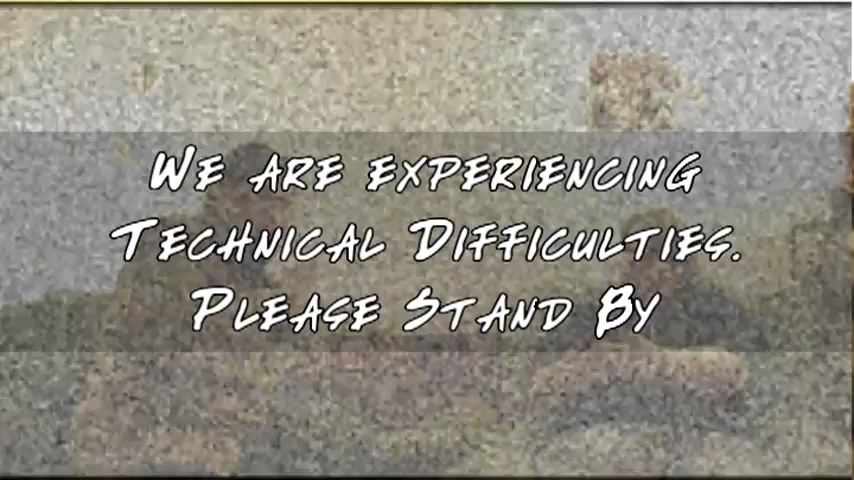 We are experiencing
Technical Difficulties.
Please Stand By